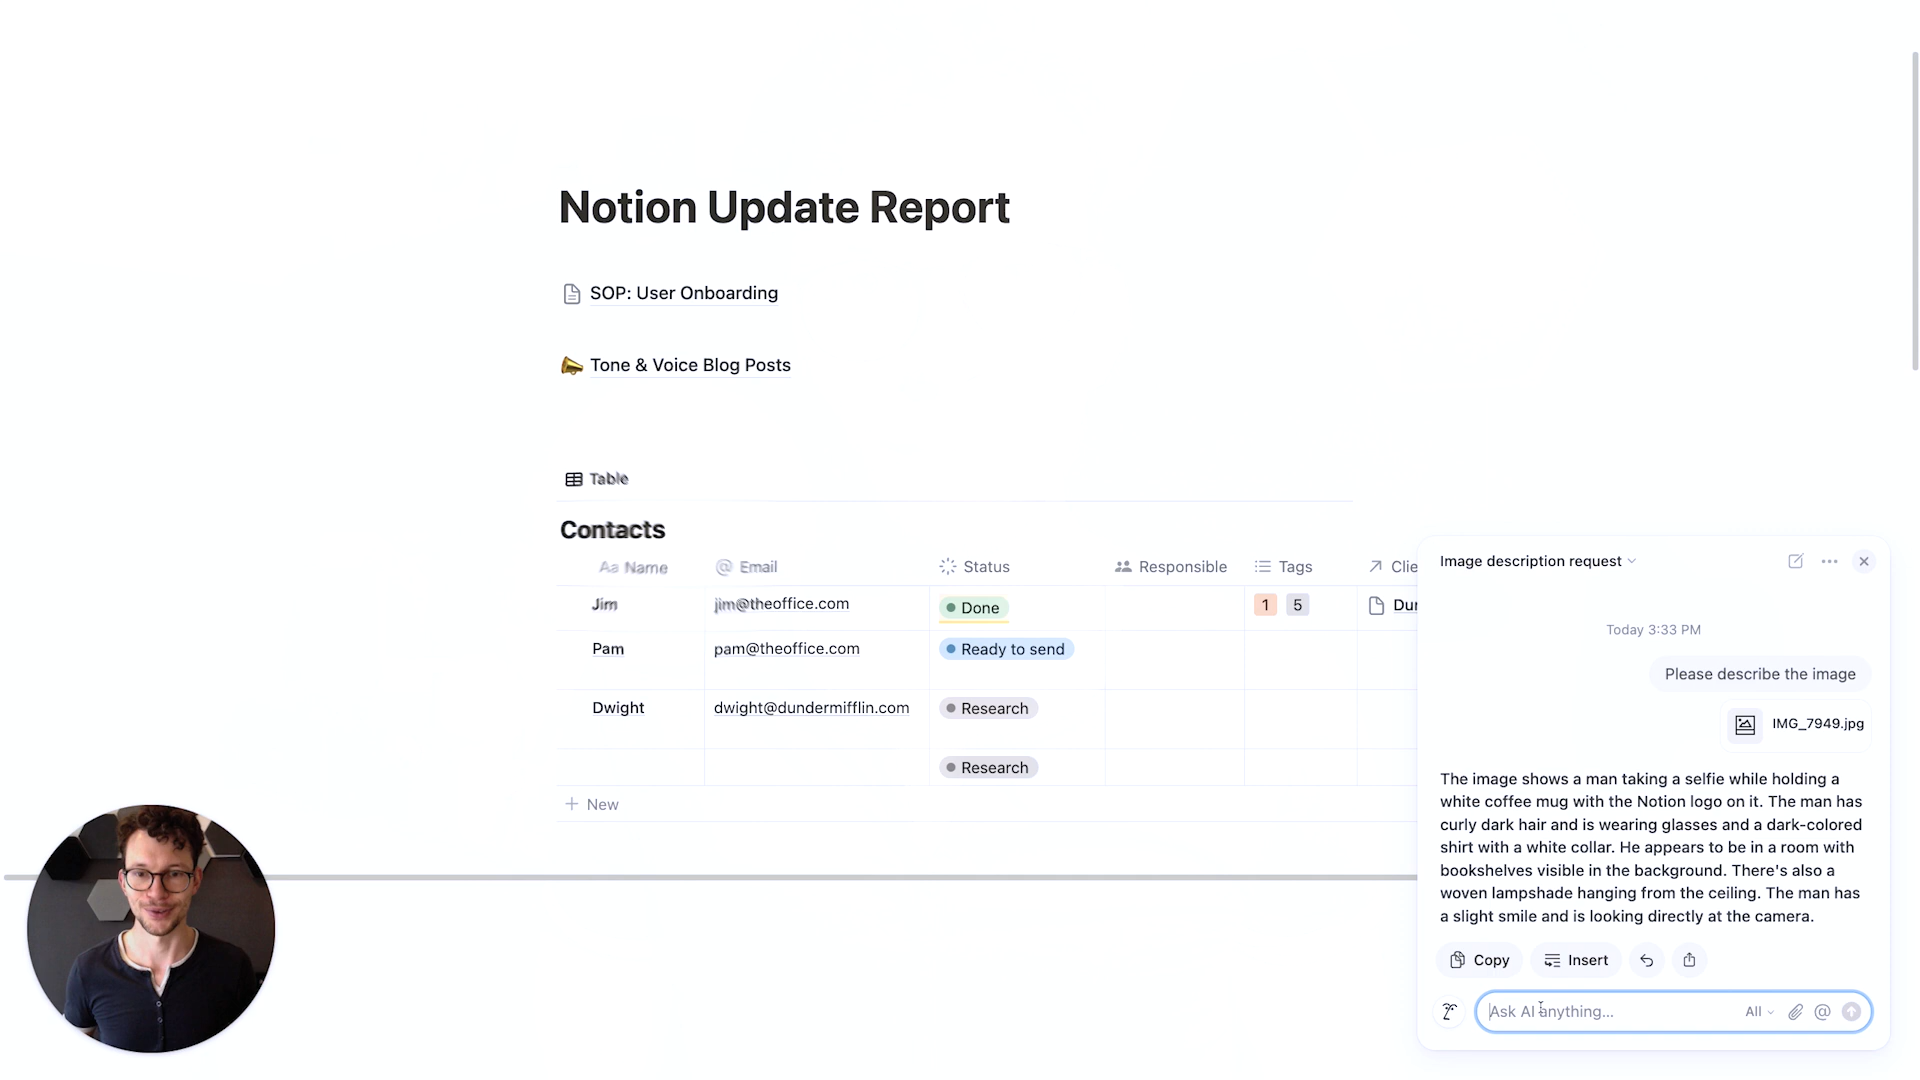 Notion Update Report
SOP: User Onboarding
Tone & Voice Blog Posts
Table
Contacts
Aa Name @ Email Status Responsible Tags Clie
Jim jim@theoffice.com Done 1 5 Dur
Pam pam@theoffice.com Ready to send
Dwight dwight@dundermifflin.com Research
Research
+ New
Image description request
Today 3:33 PM
Please describe the image
IMG_7949.jpg
The image shows a man taking a selfie while holding a
white coffee mug with the Notion logo on it. The man has
curly dark hair and is wearing glasses and a dark-colored
shirt with a white collar. He appears to be in a room with
bookshelves visible in the background. There's also a
woven lampshade hanging from the ceiling. The man has
a slight smile and is looking directly at the camera.
Copy Insert
Ask AI anything... All @